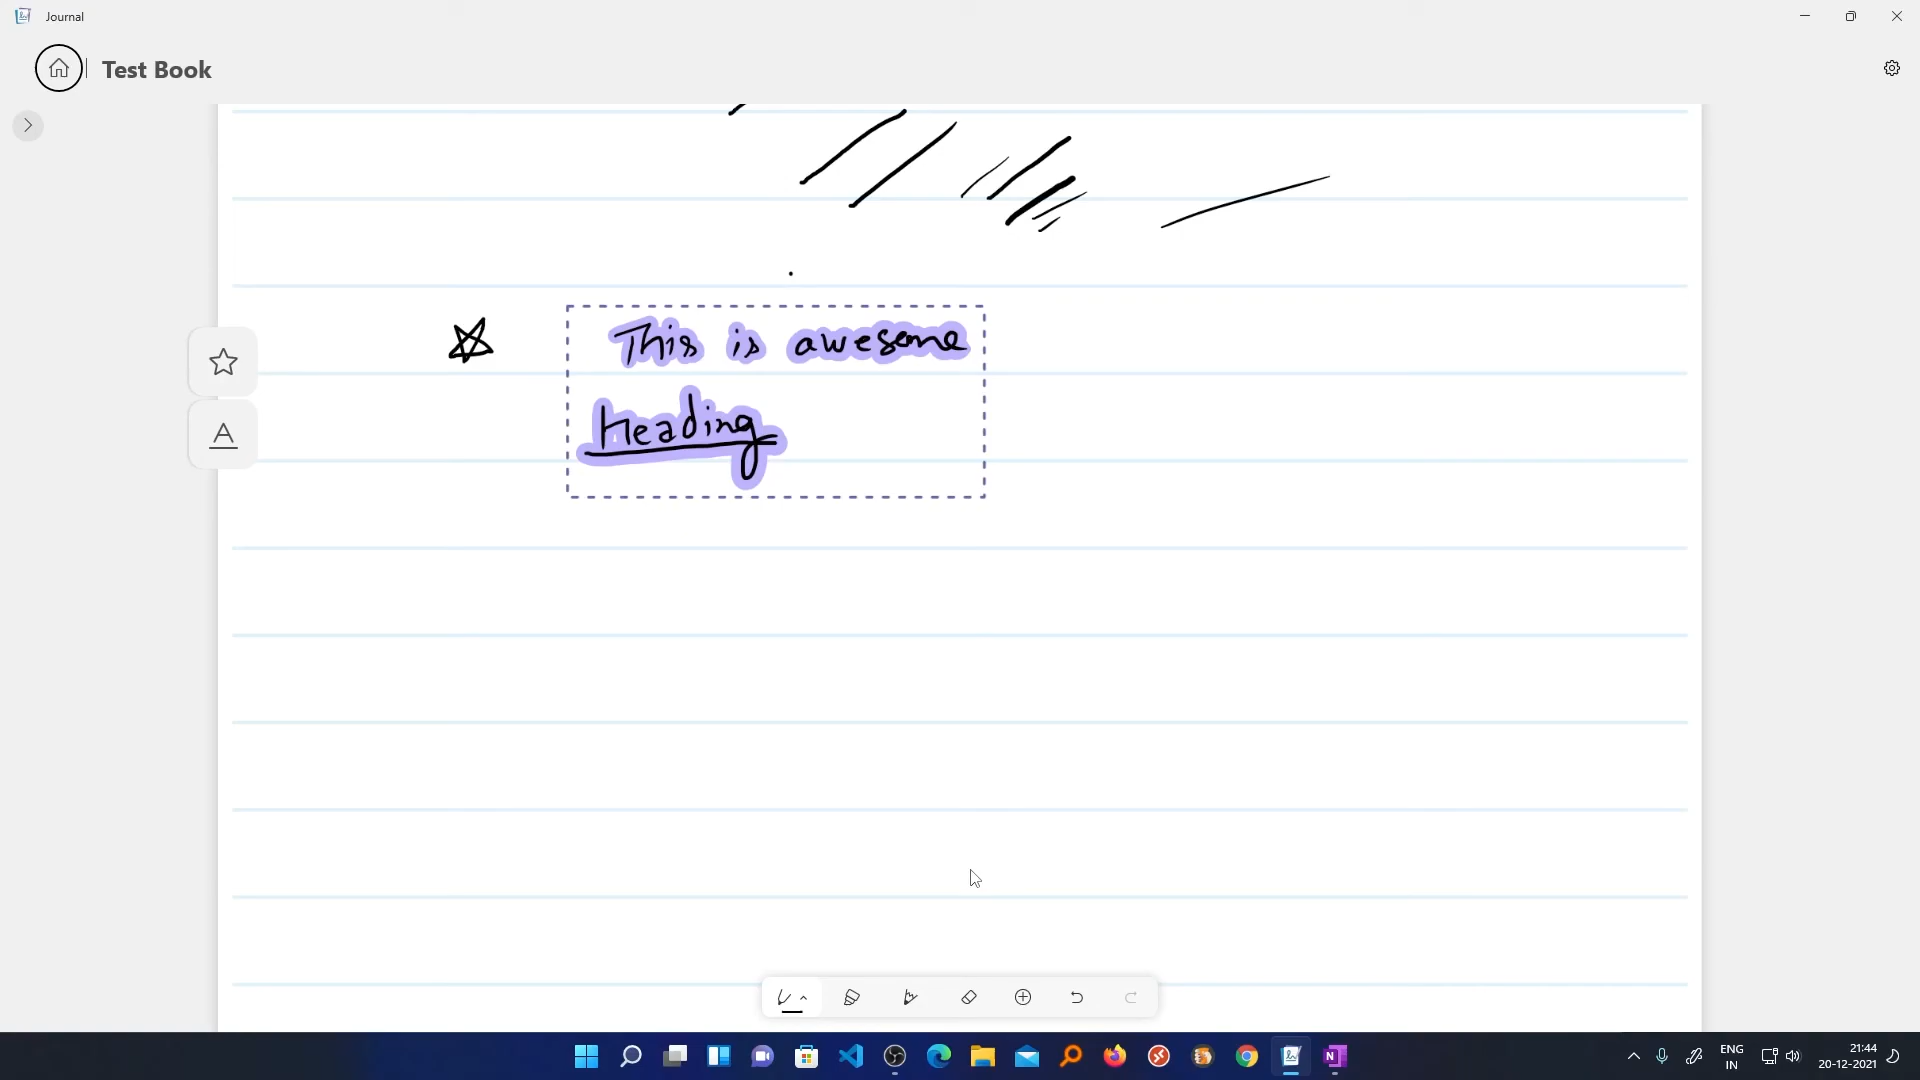 Journal
Test Book
This is awesome
Heading
ENG
IN
21:44
20-12-2021